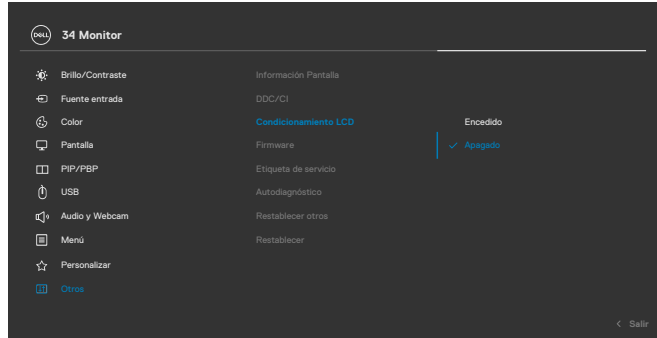 DELL
34 Monitor
Brillo/Contraste
Información Pantalla
Fuente entrada
DDC/CI
Color
Condicionamiento LCD
Encedido
Pantalla
Firmware
✓ Apagado
PIP/PBP
Etiqueta de servicio
USB
Autodiagnóstico
Audio y Webcam
Restablecer otros
Menú
Restablecer
Personalizar
Otros
< Salir